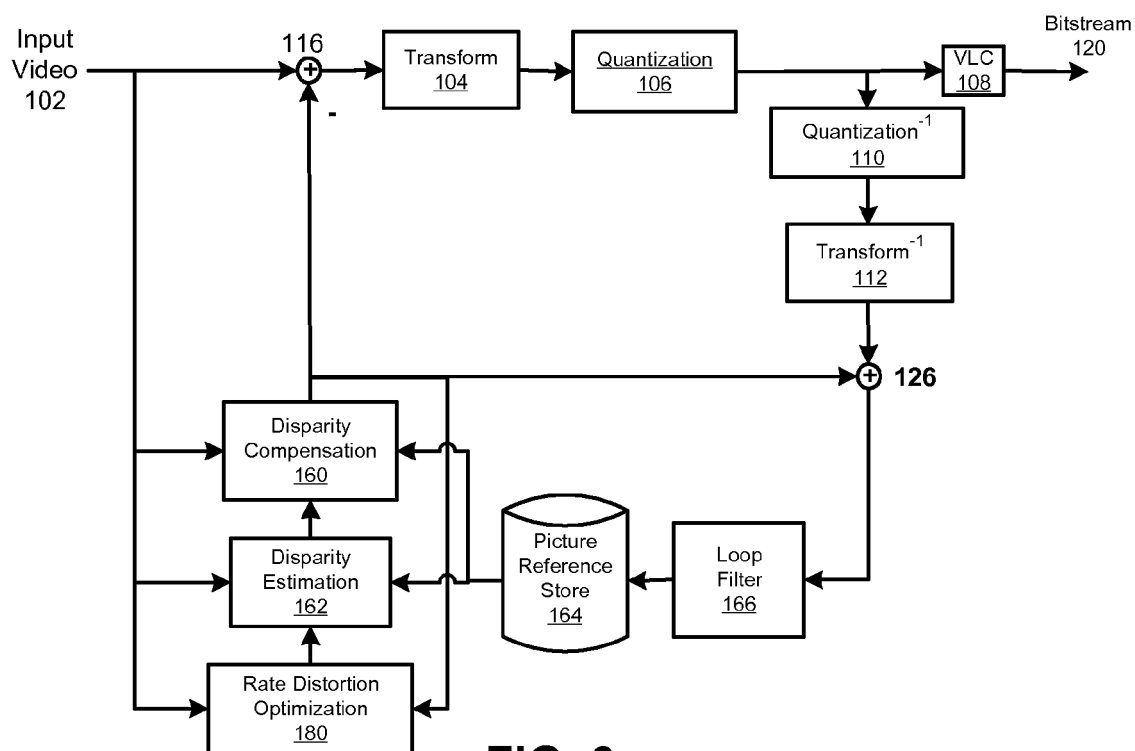 Input
Video
102
116
+
-
Transform
104
Quantization
106
VLC
108
Bitstream
120
Quantization-1
110
Transform-1
112
+
126
Disparity
Compensation
160
Disparity
Estimation
162
Rate Distortion
Optimization
180
Picture
Reference
Store
164
Loop
Filter
166